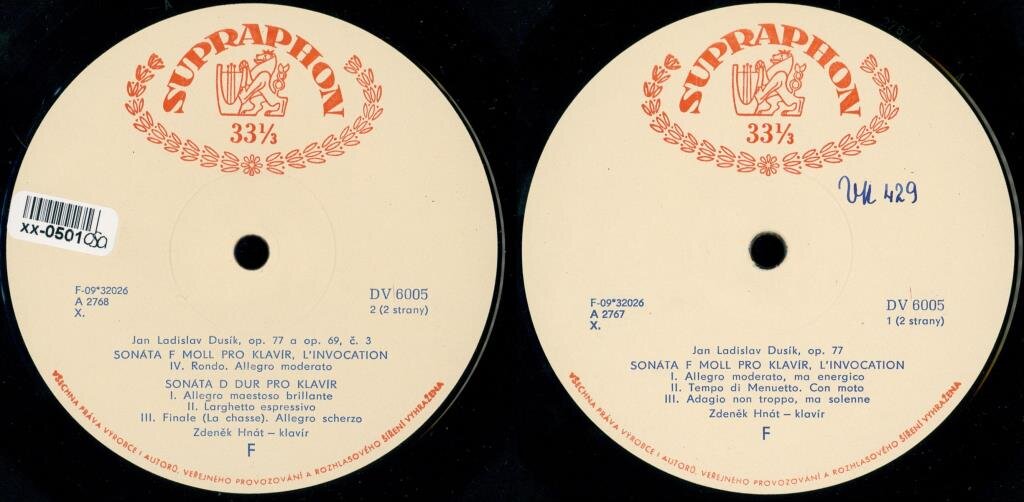 SUPRAPHON
33⅓
xx-0501
F-09*32026
A 2768
X.
DV 6005
2 (2 strany)
Jan Ladislav Dusík, op. 77 a op. 69, č. 3
SONÁTA F MOLL PRO KLAVÍR, L'INVOCATION
IV. Rondo. Allegro moderato
SONÁTA D DUR PRO KLAVÍR
I. Allegro maestoso brillante
II. Larghetto espressivo
III. Finale (La chasse). Allegro scherzo
Zdeněk Hnát – klavír
F
VŠECHNA PRÁVA VÝROBCE I AUTORŮ, VEŘEJNÉHO PROVOZOVÁNÍ A ROZHLASOVÉHO ŠÍŘENÍ VYHRAŽENA
SUPRAPHON
33⅓
429
F-09*32026
A 2767
X.
DV 6005
1 (2 strany)
Jan Ladislav Dusík, op. 77
SONÁTA F MOLL PRO KLAVÍR, L'INVOCATION
I. Allegro moderato, ma energico
II. Tempo di Menuetto. Con moto
III. Adagio non troppo, ma solenne
Zdeněk Hnát – klavír
F
VŠECHNA PRÁVA VÝROBCE I AUTORŮ, VEŘEJNÉHO PROVOZOVÁNÍ A ROZHLASOVÉHO ŠÍŘENÍ VYHRAŽENA